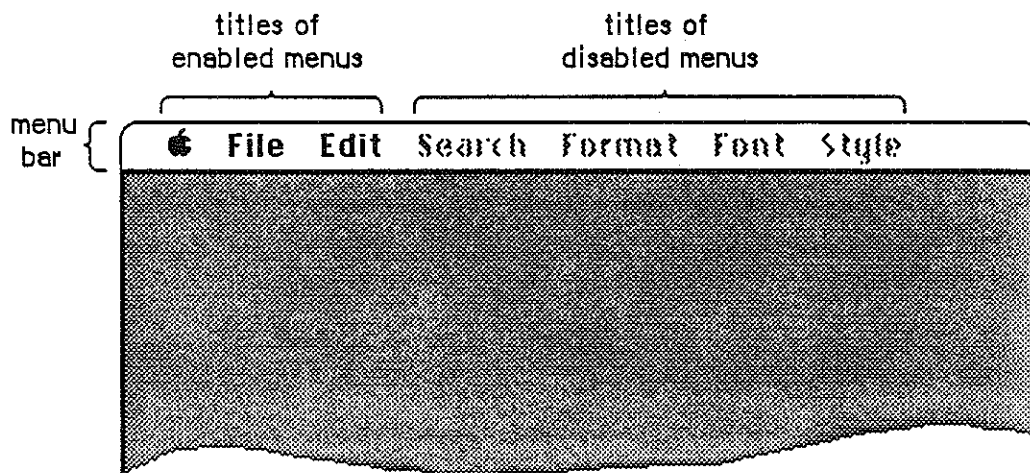 titles of
enabled menus
titles of
disabled menus
menu
bar
File Edit Search Format Font Style